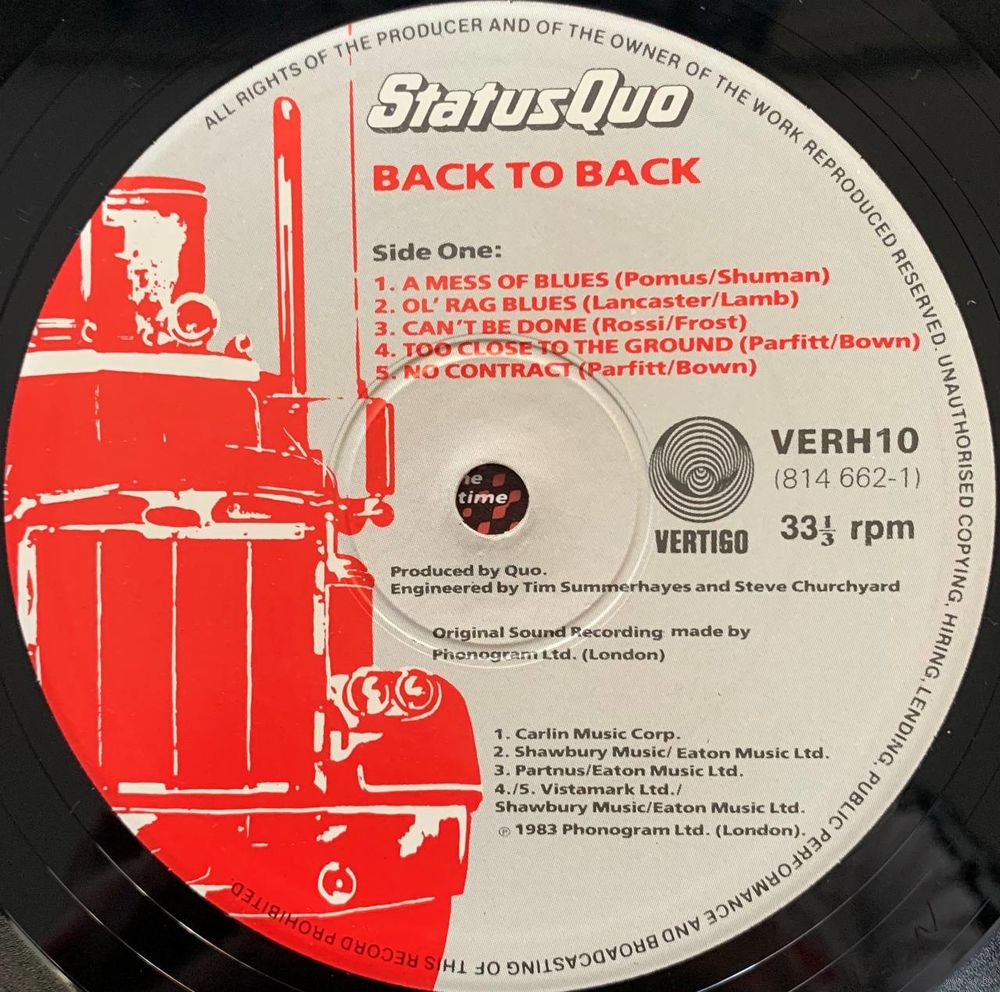 ALL RIGHTS OF THE PRODUCER AND OF THE OWNER OF THE WORK REPRODUCED RESERVED. UNAUTHORISED COPYING, HIRING, LENDING, PUBLIC PERFORMANCE AND BROADCASTING OF THIS RECORD PROHIBITED.
StatusQuo
BACK TO BACK
Side One:
1. A MESS OF BLUES (Pomus/Shuman)
2. OL' RAG BLUES (Lancaster/Lamb)
3. CAN'T BE DONE (Rossi/Frost)
4. TOO CLOSE TO THE GROUND (Parfitt/Bown)
5. NO CONTRACT (Parfitt/Bown)
VERH10
(814 662-1)
VERTIGO
33⅓ rpm
time
Produced by Quo.
Engineered by Tim Summerhayes and Steve Churchyard
Original Sound Recording made by
Phonogram Ltd. (London)
1. Carlin Music Corp.
2. Shawbury Music/ Eaton Music Ltd.
3. Partnus/Eaton Music Ltd.
4./5. Vistamark Ltd./
Shawbury Music/Eaton Music Ltd.
℗ 1983 Phonogram Ltd. (London).